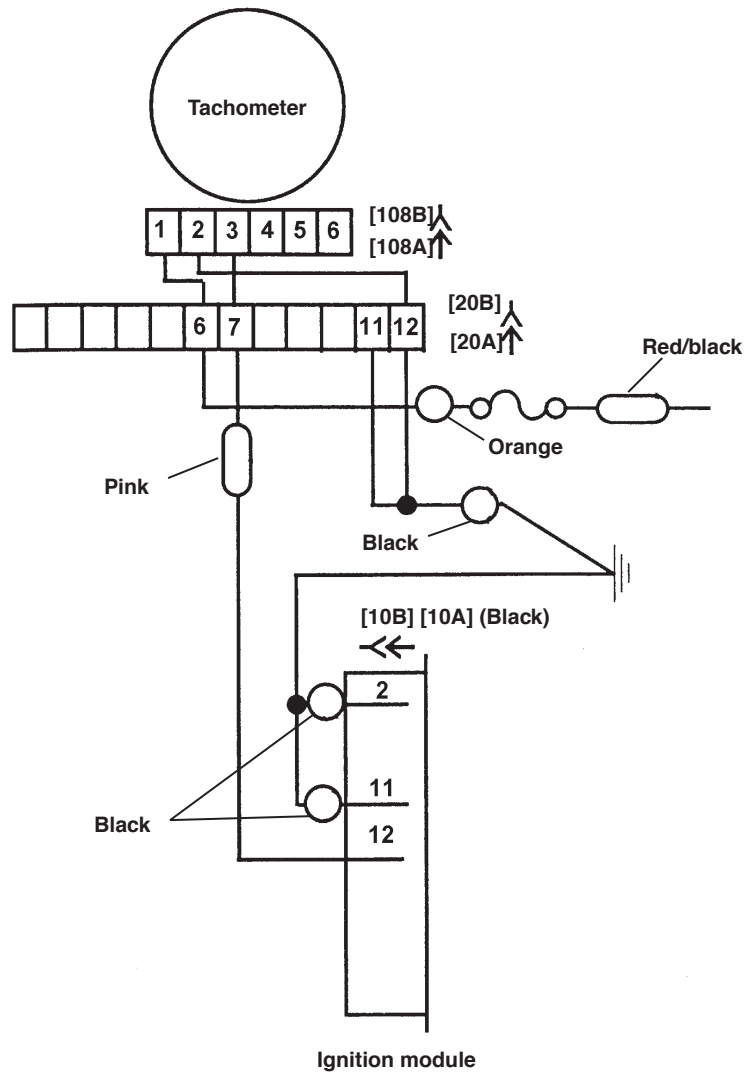 Tachometer
1 2 3 4 5 6
[108B]
[108A]
6 7 11 12
[20B]
[20A]
Red/black
Orange
Pink
Black
[10B] [10A] (Black)
2
11
Black
12
Ignition module